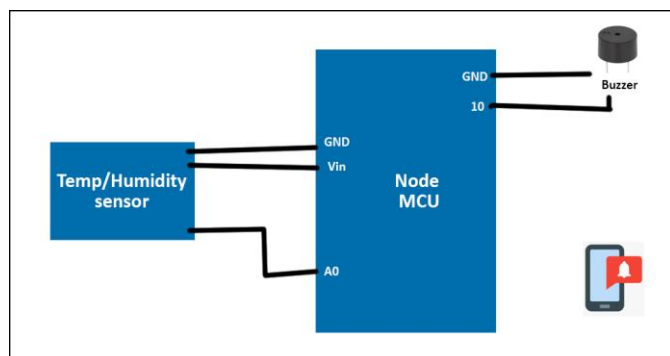 GND
Buzzer
10
GND
Vin
Temp/Humidity
sensor
Node
MCU
A0